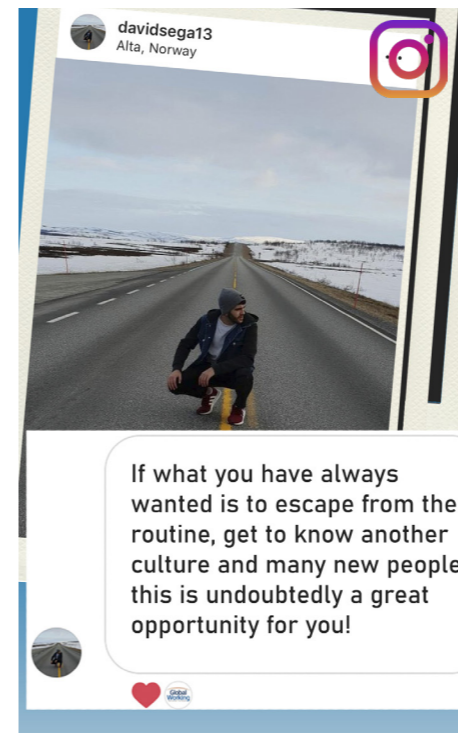 davidsega13
Alta, Norway
If what you have always
wanted is to escape from the
routine, get to know another
culture and many new people
this is undoubtedly a great
opportunity for you!
Global
Working